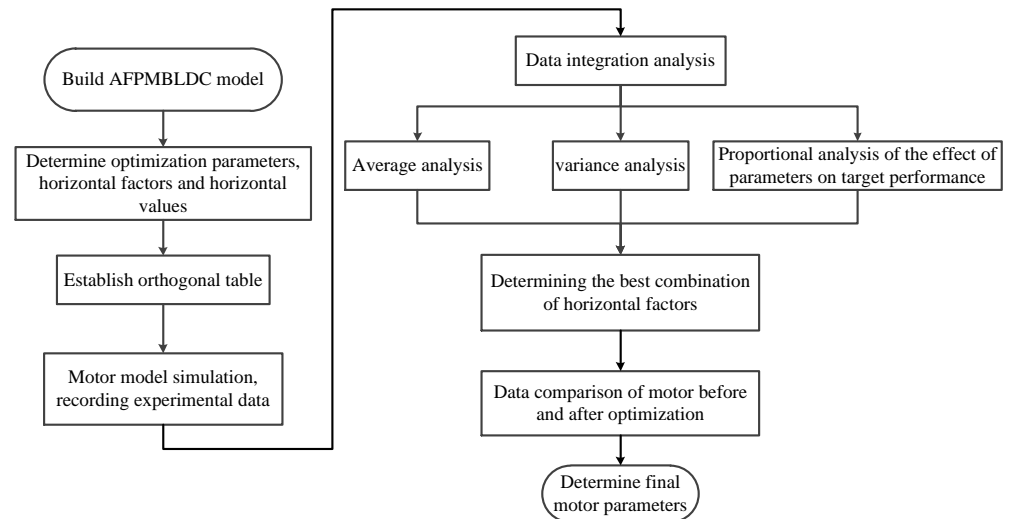 Build AFPMBLDC model
Determine optimization parameters,
horizontal factors and horizontal
values
Establish orthogonal table
Motor model simulation,
recording experimental data
Data integration analysis
Average analysis
variance analysis
Proportional analysis of the effect of
parameters on target performance
Determining the best combination
of horizontal factors
Data comparison of motor before
and after optimization
Determine final
motor parameters